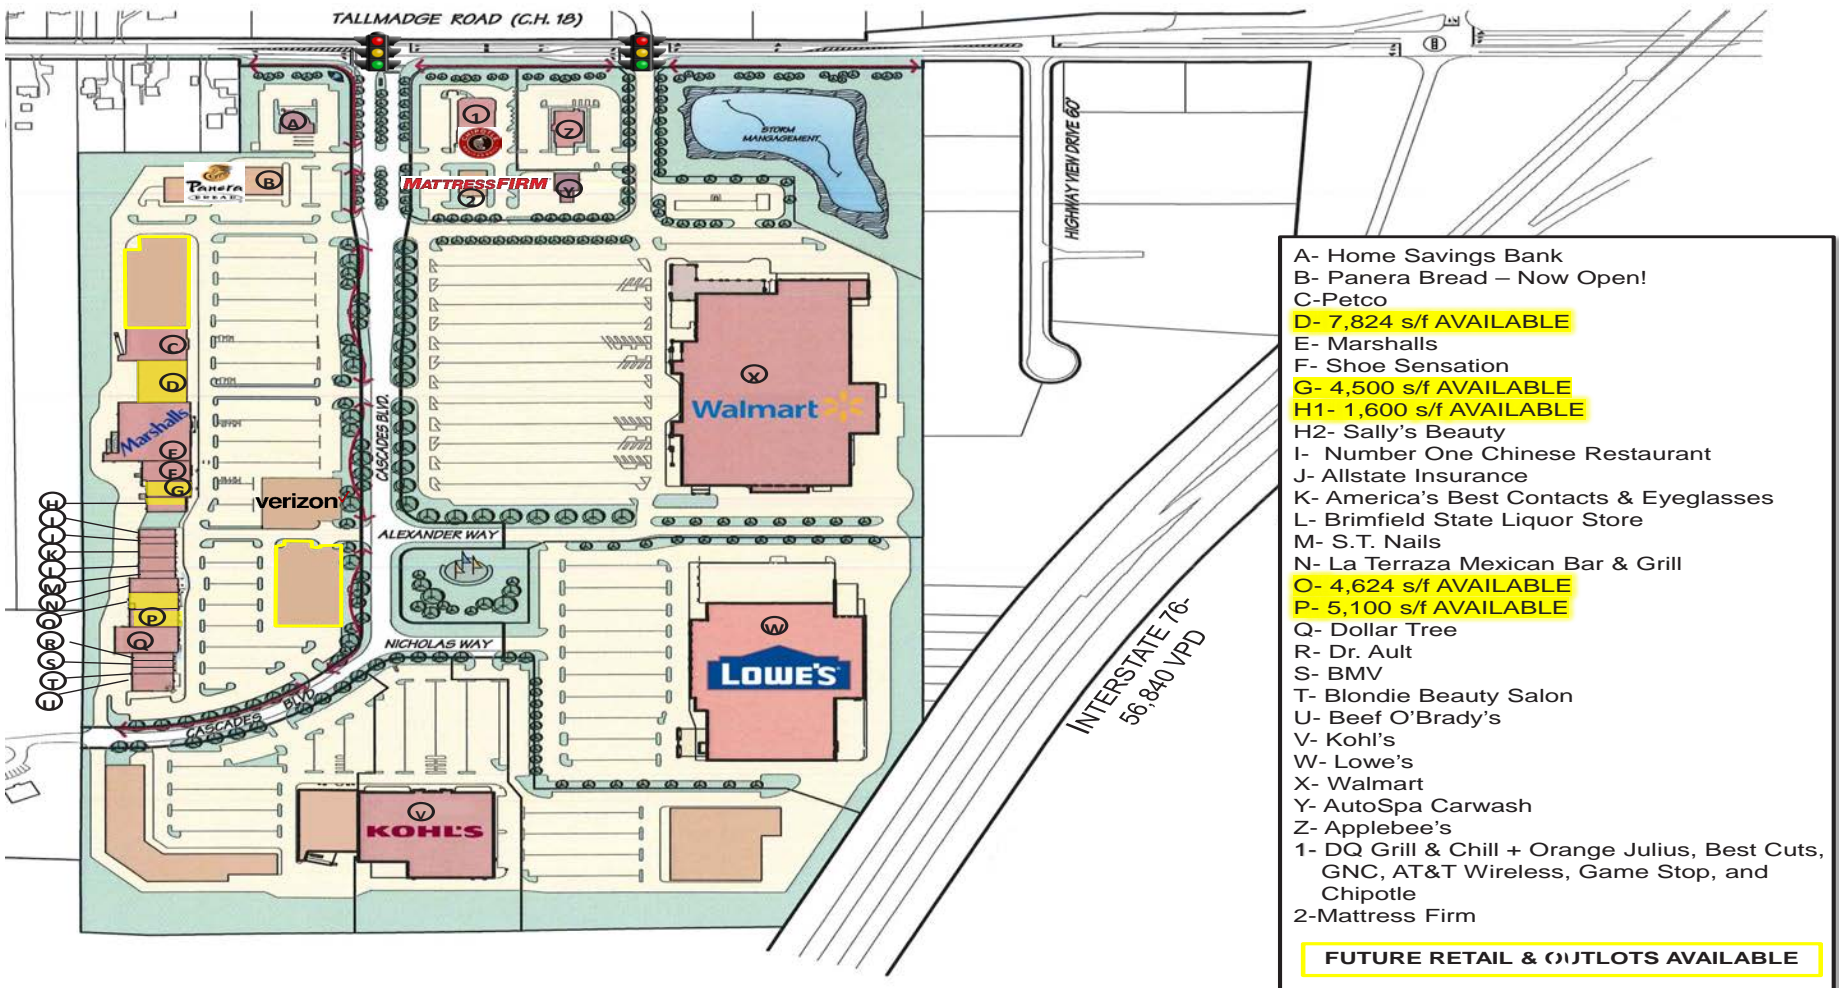 TALLMADGE ROAD (C.H. 18)
A
1
CHIPOTLE
Z
STORM
MANGAGEMENT
HIGHWAY VIEW DRIVE 60'
Panera
BREAD
B
MATTRESSFIRM
2
Y
C
D
Marshalls
E
F
G
X
Walmart
CASCADES BLVD.
verizon
ALEXANDER WAY
H
I
J
K
L
M
N
O
R
S
T
U
P
Q
W
LOWE'S
NICHOLAS WAY
CASCADES BLVD.
INTERSTATE 76-
56,840 VPD
V
KOHL'S
A- Home Savings Bank
B- Panera Bread – Now Open!
C-Petco
D- 7,824 s/f AVAILABLE
E- Marshalls
F- Shoe Sensation
G- 4,500 s/f AVAILABLE
H1- 1,600 s/f AVAILABLE
H2- Sally's Beauty
I- Number One Chinese Restaurant
J- Allstate Insurance
K- America's Best Contacts & Eyeglasses
L- Brimfield State Liquor Store
M- S.T. Nails
N- La Terraza Mexican Bar & Grill
O- 4,624 s/f AVAILABLE
P- 5,100 s/f AVAILABLE
Q- Dollar Tree
R- Dr. Ault
S- BMV
T- Blondie Beauty Salon
U- Beef O'Brady's
V- Kohl's
W- Lowe's
X- Walmart
Y- AutoSpa Carwash
Z- Applebee's
1- DQ Grill & Chill + Orange Julius, Best Cuts,
GNC, AT&T Wireless, Game Stop, and
Chipotle
2-Mattress Firm
FUTURE RETAIL & OUTLOTS AVAILABLE